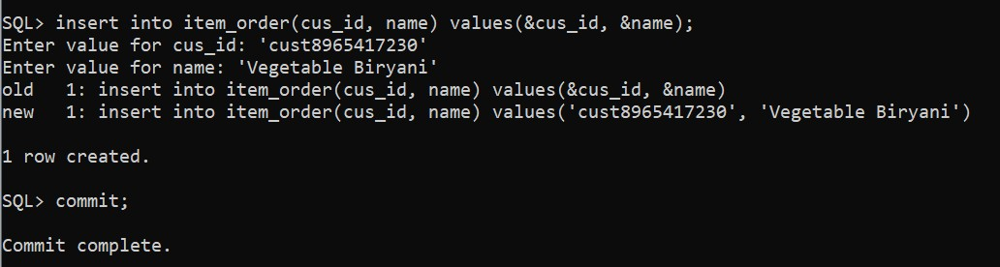 SQL> insert into item_order(cus_id, name) values(&cus_id, &name);
Enter value for cus_id: 'cust8965417230'
Enter value for name: 'Vegetable Biryani'
old   1: insert into item_order(cus_id, name) values(&cus_id, &name)
new   1: insert into item_order(cus_id, name) values('cust8965417230', 'Vegetable Biryani')
1 row created.
SQL> commit;
Commit complete.